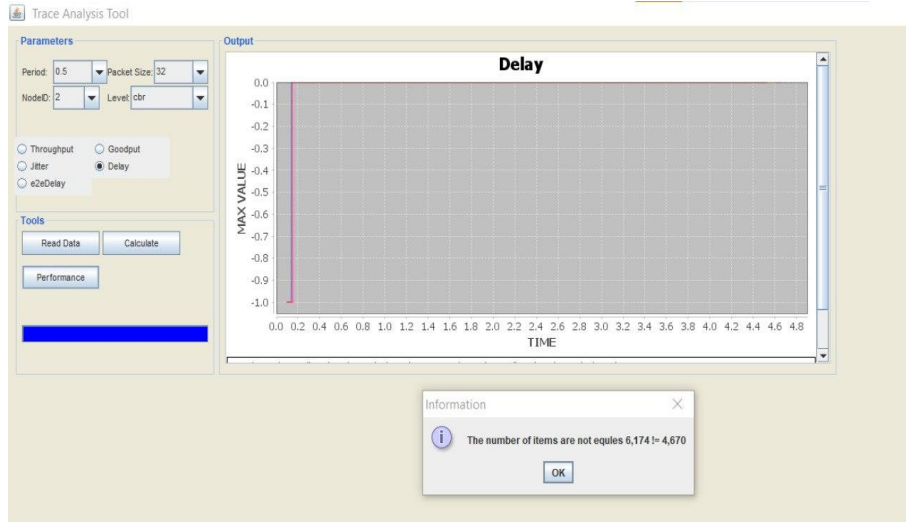 Trace Analysis Tool
Parameters
Period: 0.5 Packet Size: 32
NodeID: 2 Level: cbr
Throughput Goodput
Jitter Delay
e2eDelay
Tools
Read Data Calculate
Performance
Output
Delay
MAX VALUE
0.0
-0.1
-0.2
-0.3
-0.4
-0.5
-0.6
-0.7
-0.8
-0.9
-1.0
0.0 0.2 0.4 0.6 0.8 1.0 1.2 1.4 1.6 1.8 2.0 2.2 2.4 2.6 2.8 3.0 3.2 3.4 3.6 3.8 4.0 4.2 4.4 4.6 4.8
TIME
Information
The number of items are not equles 6,174 != 4,670
OK